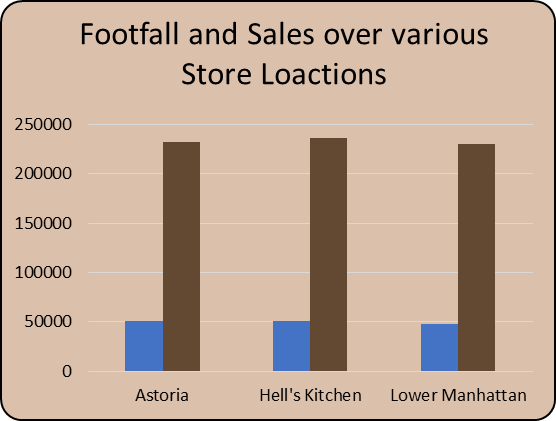 Footfall and Sales over various
Store Loactions
250000
200000
150000
100000
50000
0
Astoria Hell's Kitchen Lower Manhattan